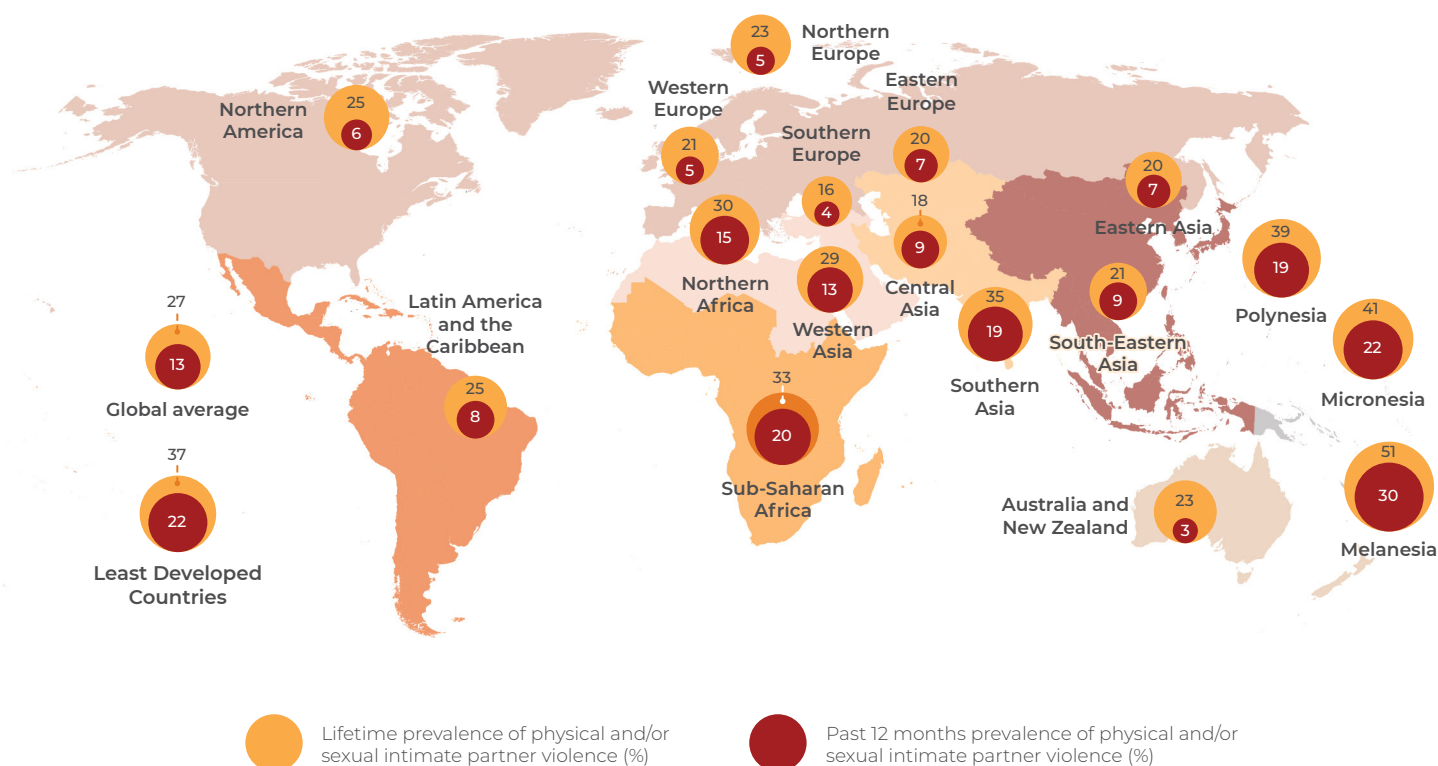 23
5
Northern
Europe
Northern
America
25
6
Western
Europe
21
5
Southern
Europe
16
4
Eastern
Europe
20
7
20
7
Eastern Asia
30
15
Northern
Africa
29
13
Western
Asia
18
9
Central
Asia
35
19
Southern
Asia
21
9
South-Eastern
Asia
39
19
Polynesia
41
22
Micronesia
27
13
Global average
Latin America
and the
Caribbean
25
8
33
20
Sub-Saharan
Africa
37
22
Least Developed
Countries
Australia and
New Zealand
23
3
51
30
Melanesia
Lifetime prevalence of physical and/or
sexual intimate partner violence (%)
Past 12 months prevalence of physical and/or
sexual intimate partner violence (%)